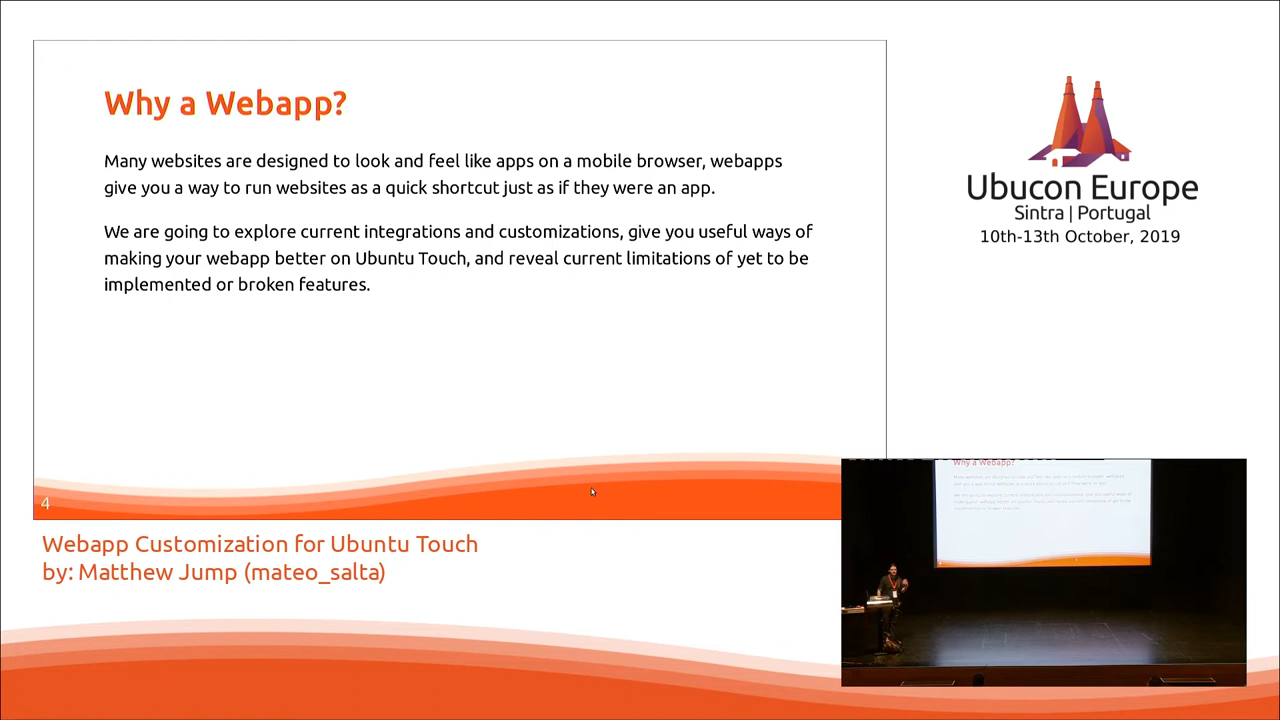 Why a Webapp?
Many websites are designed to look and feel like apps on a mobile browser, webapps
give you a way to run websites as a quick shortcut just as if they were an app.
We are going to explore current integrations and customizations, give you useful ways of
making your webapp better on Ubuntu Touch, and reveal current limitations of yet to be
implemented or broken features.
4
Webapp Customization for Ubuntu Touch
by: Matthew Jump (mateo_salta)
Ubucon Europe
Sintra | Portugal
10th-13th October, 2019
Why a Webapp?